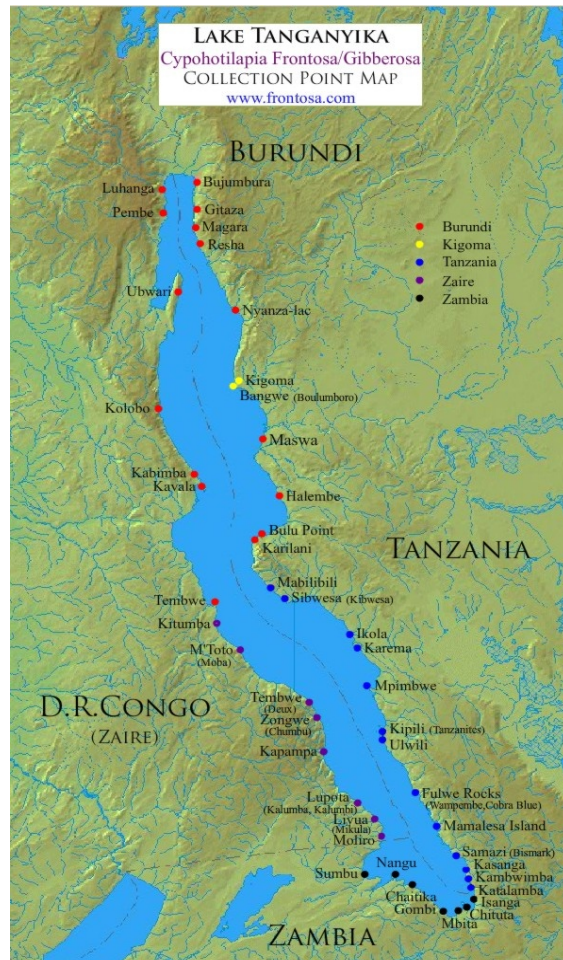 LAKE TANGANYIKA
Cypohotilapia Frontosa/Gibberosa
COLLECTION POINT MAP
www.frontosa.com
BURUNDI
Luhanga
Bujumbura
Pembe
Gitaza
Magara
Resha
Burundi
Kigoma
Tanzania
Zaire
Zambia
Ubwari
Nyanza-lac
Kigoma
Bangwe (Boulumboro)
Kolobo
Maswa
Kabimba
Kavala
Halembe
Bulu Point
Karilani
TANZANIA
Mabilibili
Sibwesa (Kibwesa)
Tembwe
Kitumba
Ikola
Karema
M'Toto
(Moba)
Mpimbwe
D.R.CONGO
(ZAIRE)
Tembwe
(Deux)
Zongwe
(Chumbu)
Kipili (Tanzanites)
Ulwili
Kapampa
Fulwe Rocks
(Wampembe,Cobra Blue)
Lupota
(Kalumba, Kalumbi)
Livua
(Mikula)
Moliro
Mamalesa Island
Samazi (Bismark)
Kasanga
Kambwimba
Katalamba
Sumbu
Nangu
Chaitika
Gombi
Mbita
Isanga
Chituta
ZAMBIA